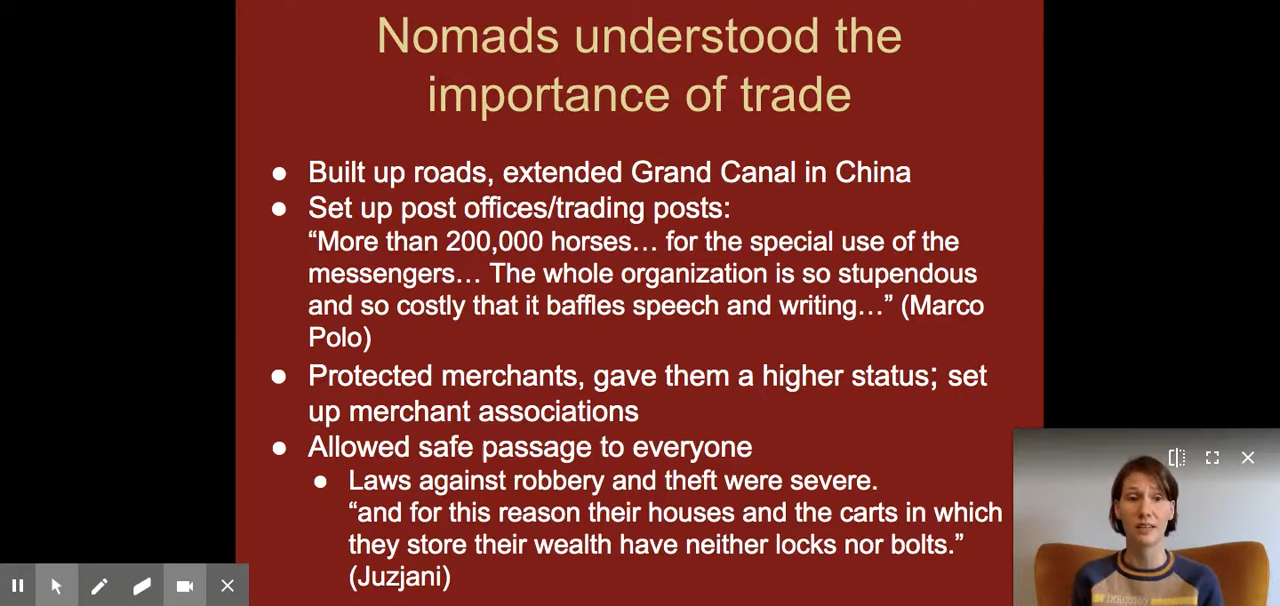 Nomads understood the
importance of trade
● Built up roads, extended Grand Canal in China
● Set up post offices/trading posts:
“More than 200,000 horses… for the special use of the
messengers… The whole organization is so stupendous
and so costly that it baffles speech and writing…” (Marco
Polo)
● Protected merchants, gave them a higher status; set
up merchant associations
● Allowed safe passage to everyone
● Laws against robbery and theft were severe.
“and for this reason their houses and the carts in which
they store their wealth have neither locks nor bolts.”
(Juzjani)